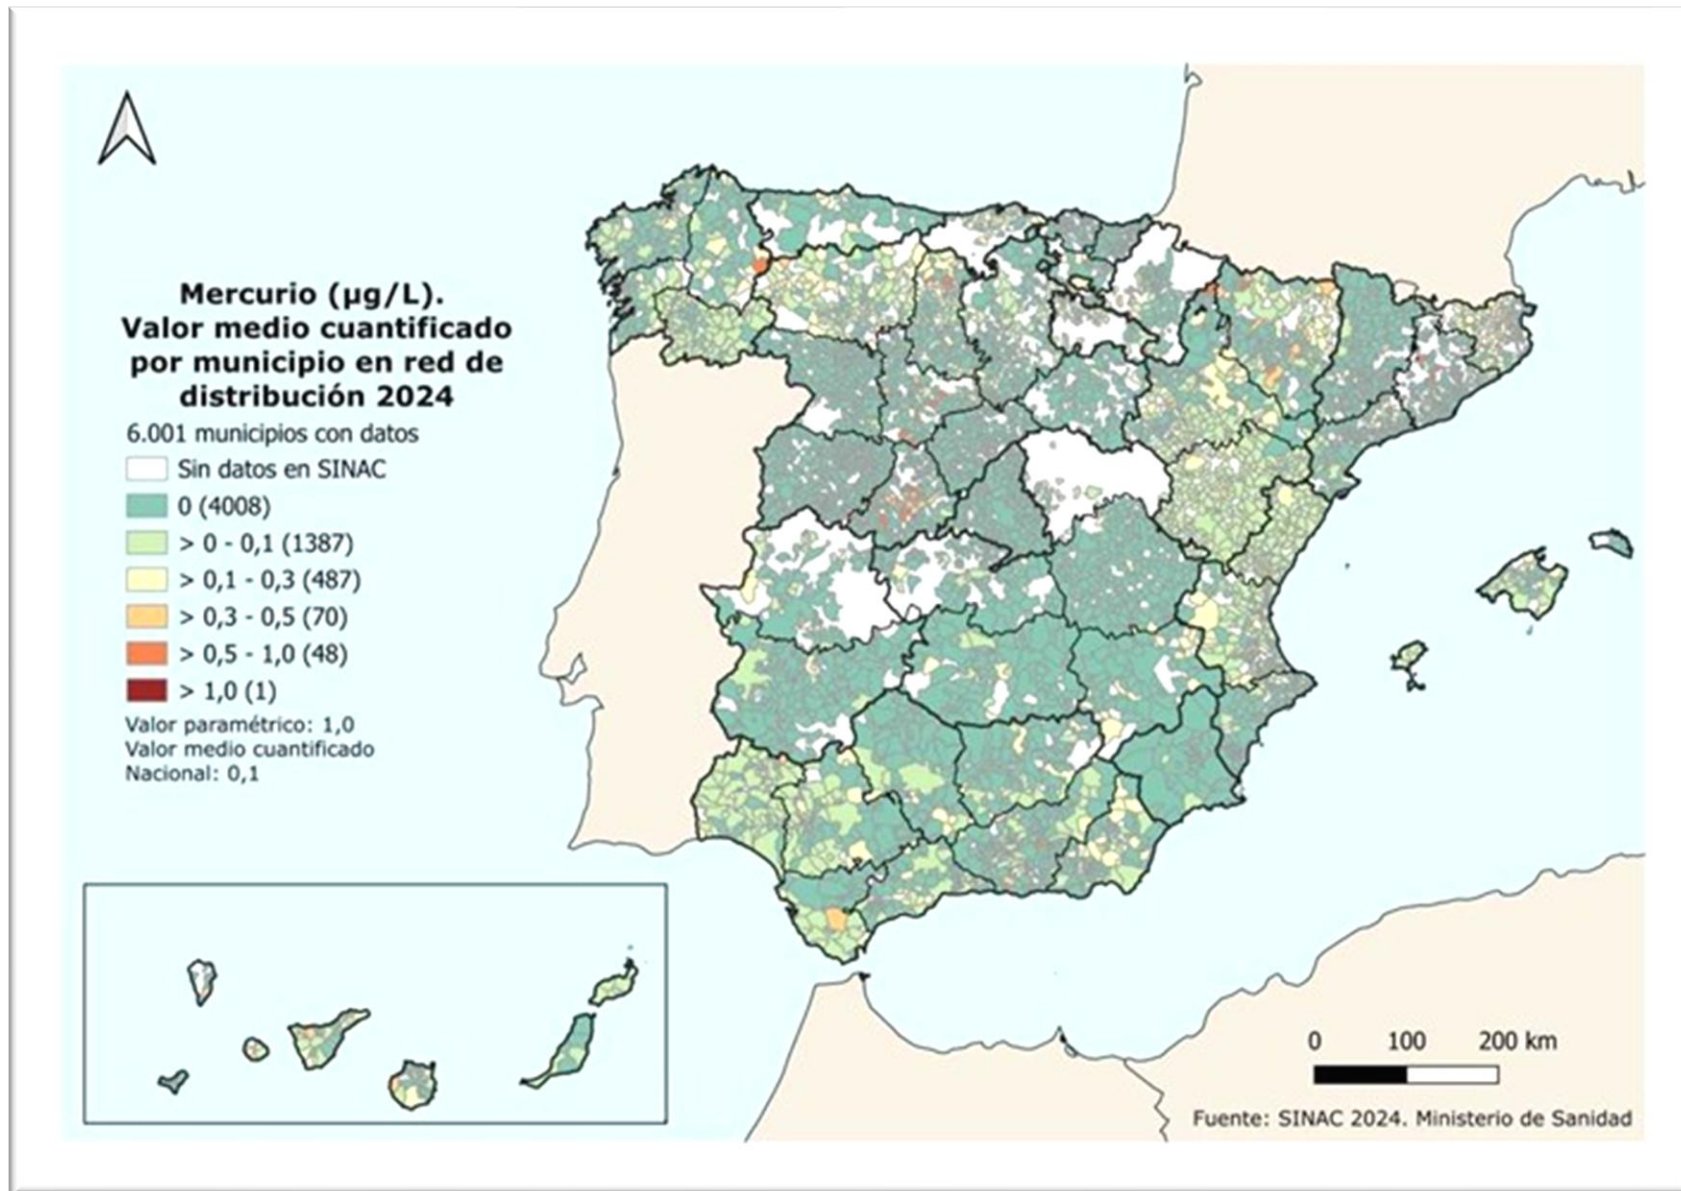 Mercurio (µg/L).
Valor medio cuantificado
por municipio en red de
distribución 2024
6.001 municipios con datos
Sin datos en SINAC
0 (4008)
> 0 - 0,1 (1387)
> 0,1 - 0,3 (487)
> 0,3 - 0,5 (70)
> 0,5 - 1,0 (48)
> 1,0 (1)
Valor paramétrico: 1,0
Valor medio cuantificado
Nacional: 0,1
0 100 200 km
Fuente: SINAC 2024. Ministerio de Sanidad